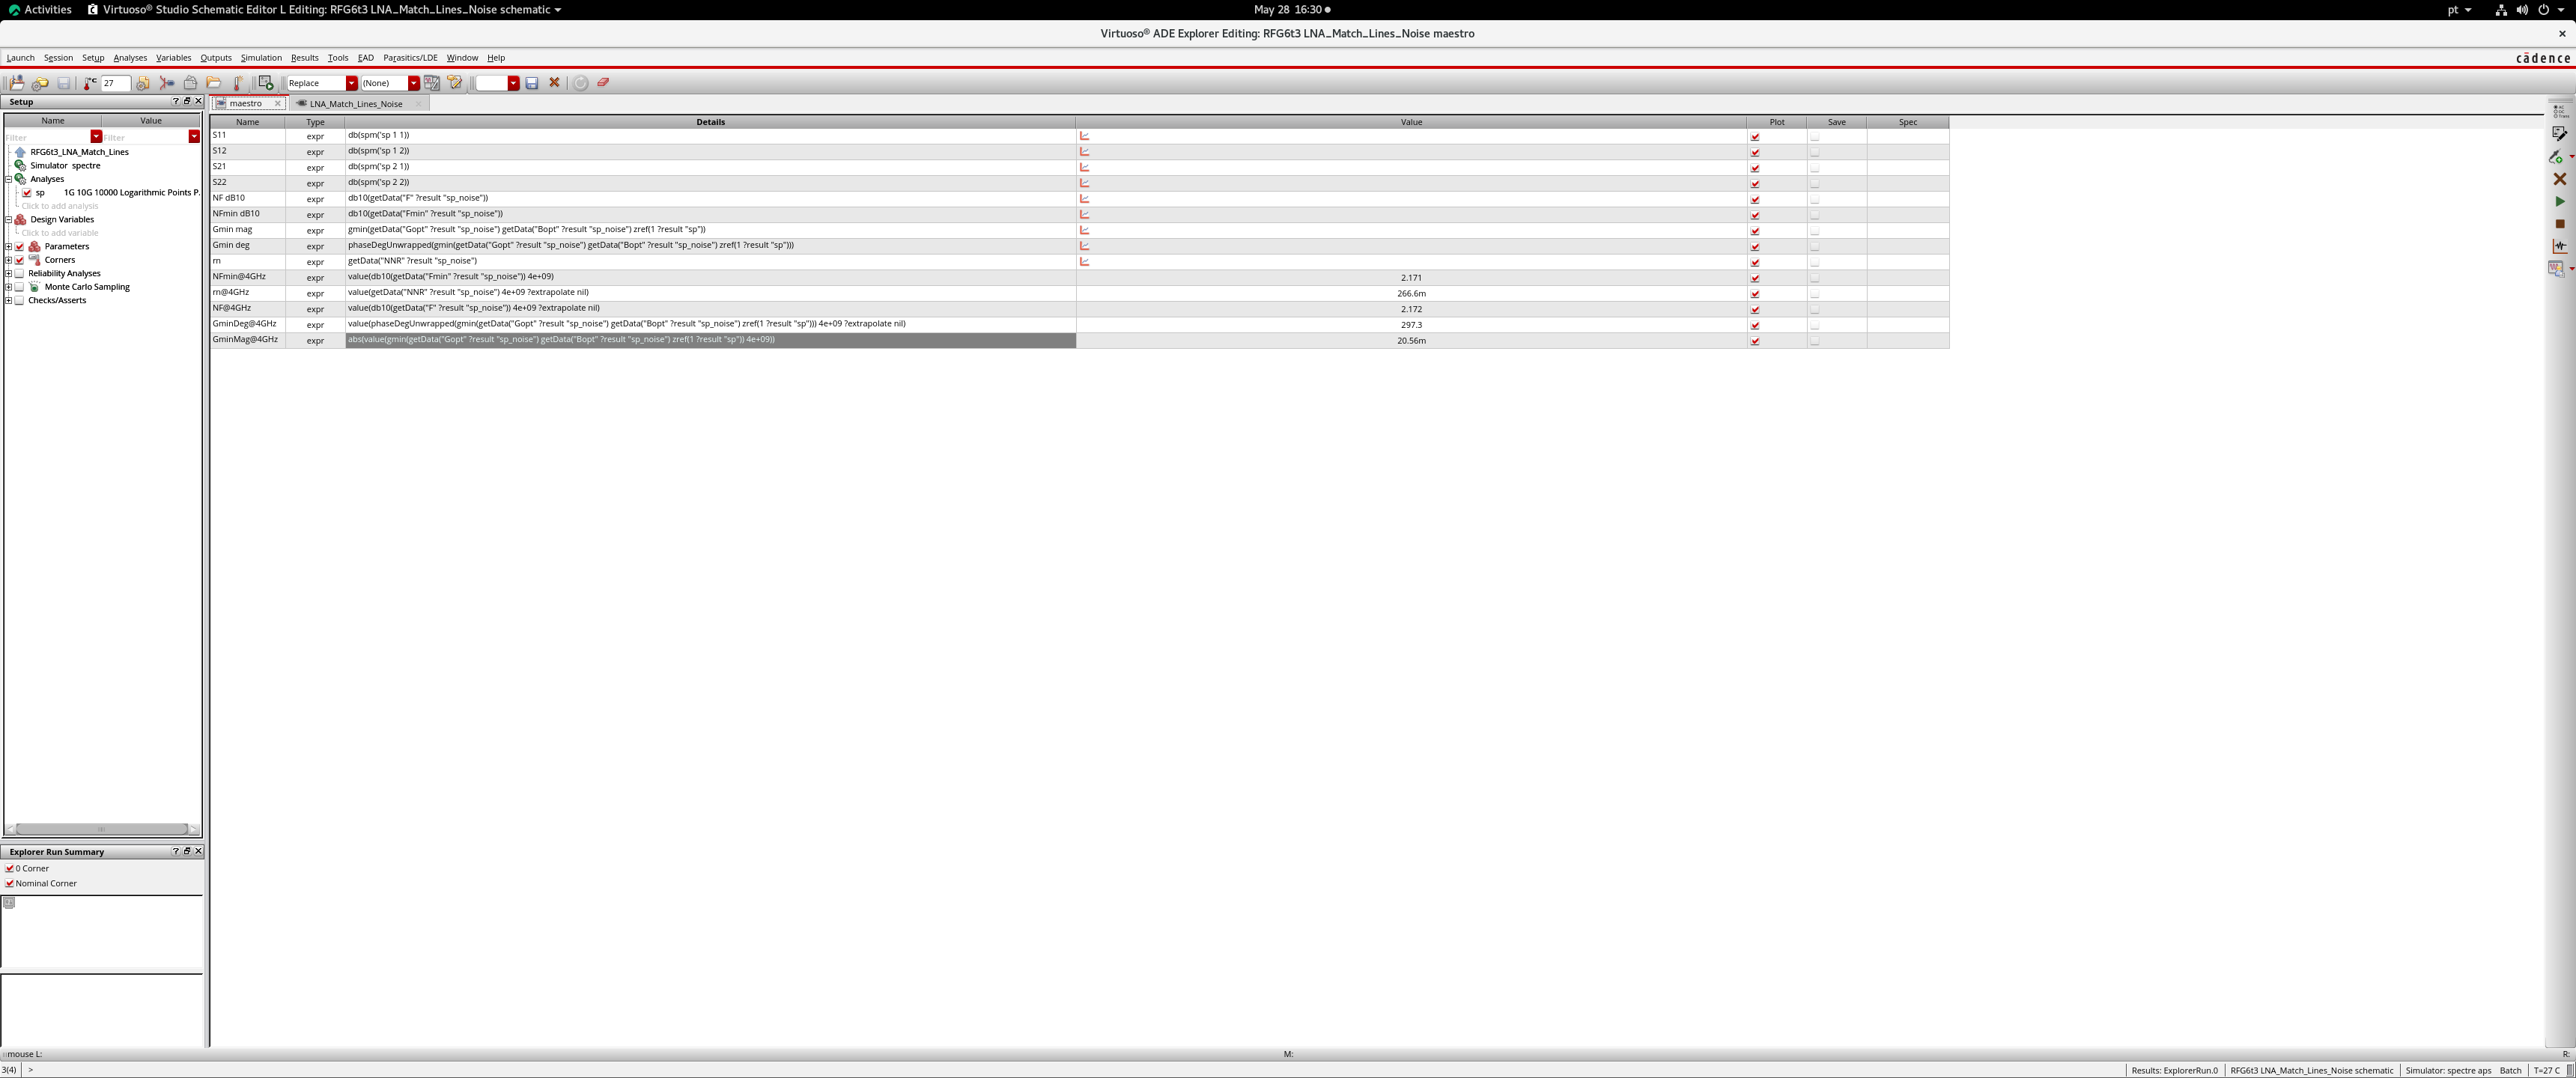 Activities Virtuoso® Studio Schematic Editor L Editing: RFG6t3 LNA_Match_Lines_Noise schematic May 28 16:30 pt
Virtuoso® ADE Explorer Editing: RFG6t3 LNA_Match_Lines_Noise maestro ×
Launch Session Setup Analyses Variables Outputs Simulation Results Tools EAD Parasitics/LDE Window Help cādence
27 Replace (None)
Setup ? maestro LNA_Match_Lines_Noise
Name Value
Filter Filter
RFG6t3_LNA_Match_Lines
Simulator spectre
Analyses
sp 1G 10G 10000 Logarithmic Points P.
Click to add analysis
Design Variables
Click to add variable
Parameters
Corners
Reliability Analyses
Monte Carlo Sampling
Checks/Asserts
Explorer Run Summary ?
0 Corner
Nominal Corner
Name Type Details Value Plot Save Spec
S11 expr db(spm('sp 1 1))
S12 expr db(spm('sp 1 2))
S21 expr db(spm('sp 2 1))
S22 expr db(spm('sp 2 2))
NF dB10 expr db10(getData("F" ?result "sp_noise"))
NFmin dB10 expr db10(getData("Fmin" ?result "sp_noise"))
Gmin mag expr gmin(getData("Gopt" ?result "sp_noise") getData("Bopt" ?result "sp_noise") zref(1 ?result "sp"))
Gmin deg expr phaseDegUnwrapped(gmin(getData("Gopt" ?result "sp_noise") getData("Bopt" ?result "sp_noise") zref(1 ?result "sp")))
rn expr getData("NNR" ?result "sp_noise")
NFmin@4GHz expr value(db10(getData("Fmin" ?result "sp_noise")) 4e+09) 2.171
rn@4GHz expr value(getData("NNR" ?result "sp_noise") 4e+09 ?extrapolate nil) 266.6m
NF@4GHz expr value(db10(getData("F" ?result "sp_noise")) 4e+09 ?extrapolate nil) 2.172
GminDeg@4GHz expr value(phaseDegUnwrapped(gmin(getData("Gopt" ?result "sp_noise") getData("Bopt" ?result "sp_noise") zref(1 ?result "sp"))) 4e+09 ?extrapolate nil) 297.3
GminMag@4GHz expr abs(value(gmin(getData("Gopt" ?result "sp_noise") getData("Bopt" ?result "sp_noise") zref(1 ?result "sp")) 4e+09)) 20.56m
mouse L: M: R:
3(4) > Results: ExplorerRun.0 RFG6t3 LNA_Match_Lines_Noise schematic Simulator: spectre aps Batch T=27 C